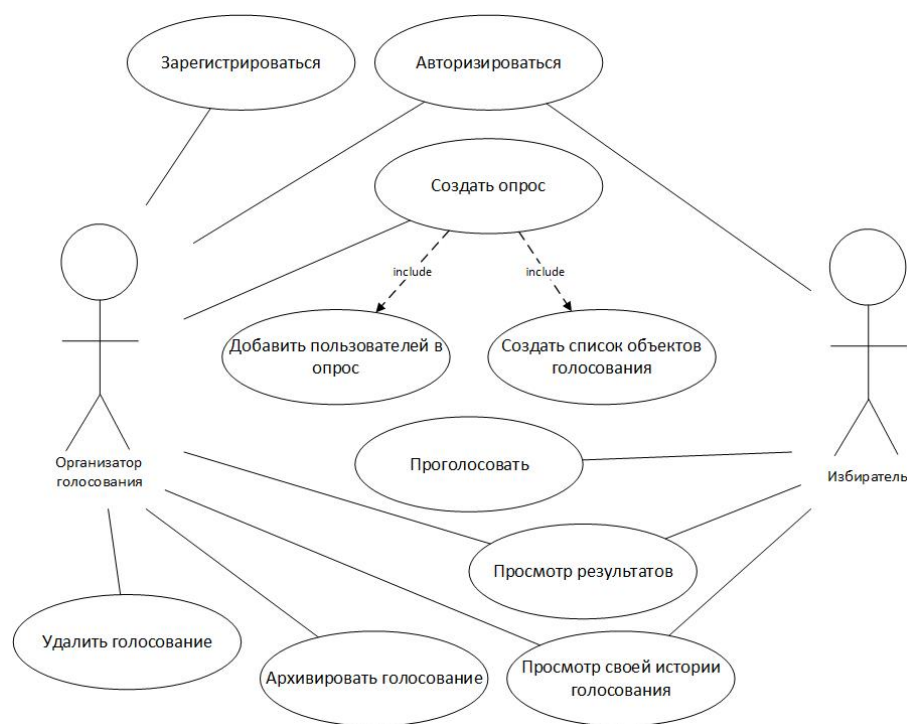 Зарегистрироваться
Авторизироваться
Создать опрос
include
include
Добавить пользователей в
опрос
Создать список объектов
голосования
Организатор
голосования
Проголосовать
Избиратель
Просмотр результатов
Удалить голосование
Архивировать голосование
Просмотр своей истории
голосования